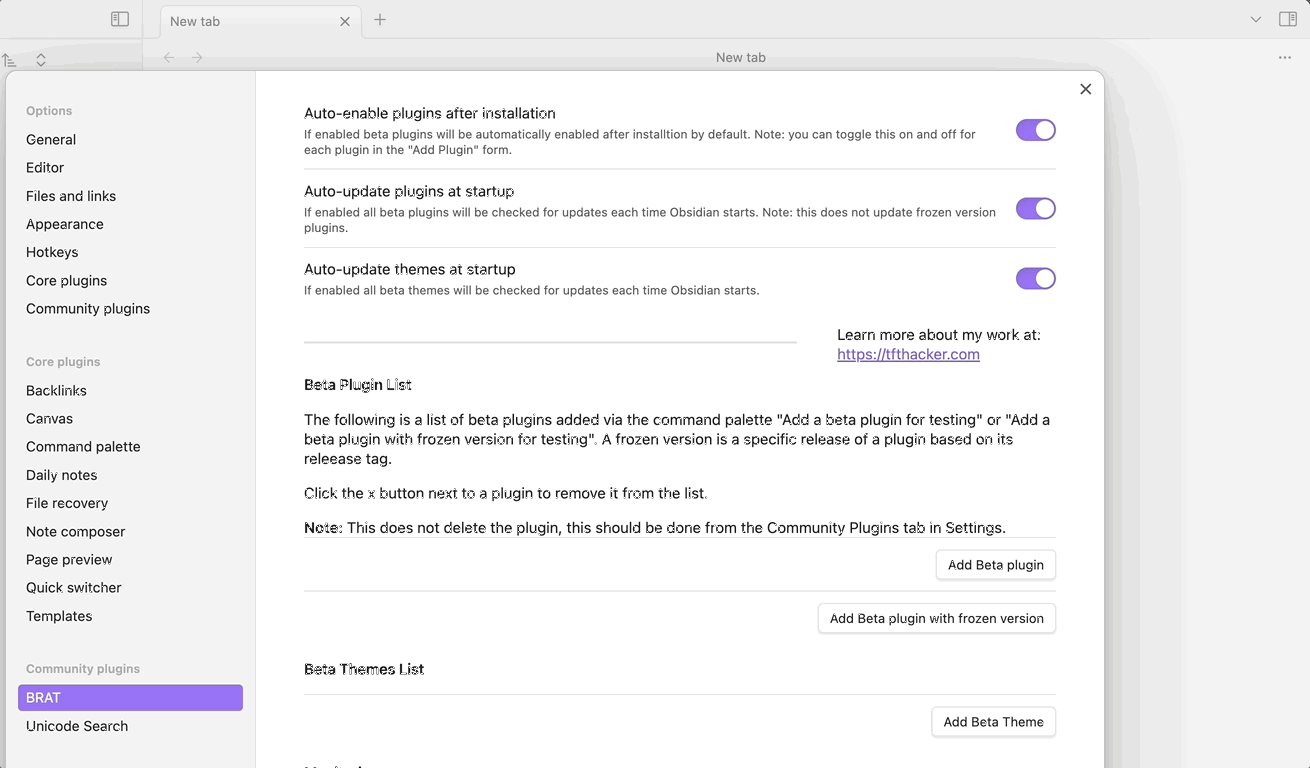 New tab
New tab
Options
General
Editor
Files and links
Appearance
Hotkeys
Core plugins
Community plugins
Core plugins
Backlinks
Canvas
Command palette
Daily notes
File recovery
Note composer
Page preview
Quick switcher
Templates
Community plugins
BRAT
Unicode Search
Auto-enable plugins after installation
If enabled beta plugins will be automatically enabled after installtion by default. Note: you can toggle this on and off for
each plugin in the "Add Plugin" form.
Auto-update plugins at startup
If enabled all beta plugins will be checked for updates each time Obsidian starts. Note: this does not update frozen version
plugins.
Auto-update themes at startup
If enabled all beta themes will be checked for updates each time Obsidian starts.
Learn more about my work at:
https://tfthacker.com
Beta Plugin List
The following is a list of beta plugins added via the command palette "Add a beta plugin for testing" or "Add a
beta plugin with frozen version for testing". A frozen version is a specific release of a plugin based on its
releease tag.
Click the x button next to a plugin to remove it from the list.
Note: This does not delete the plugin, this should be done from the Community Plugins tab in Settings.
Add Beta plugin
Add Beta plugin with frozen version
Beta Themes List
Add Beta Theme